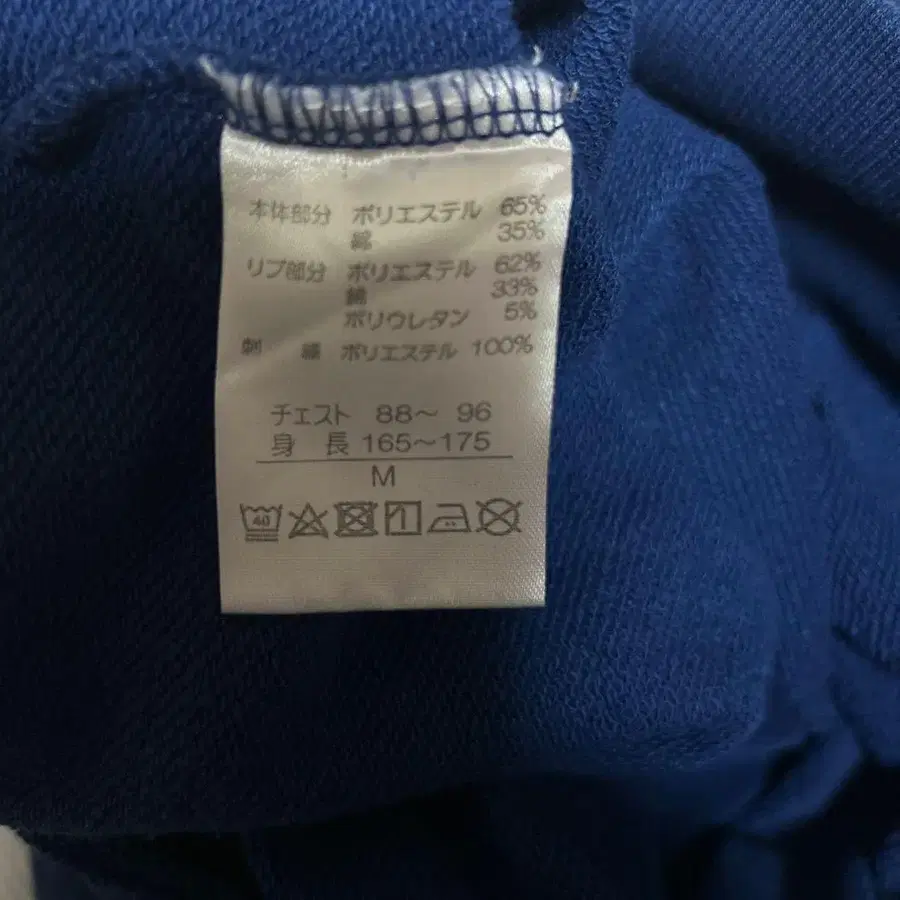 本体部分 ポリエステル 65%
綿 35%
リブ部分 ポリエステル 62%
綿 33%
ポリウレタン 5%
刺 繍 ポリエステル 100%
チェスト 88〜 96
身 長 165〜175
M
40